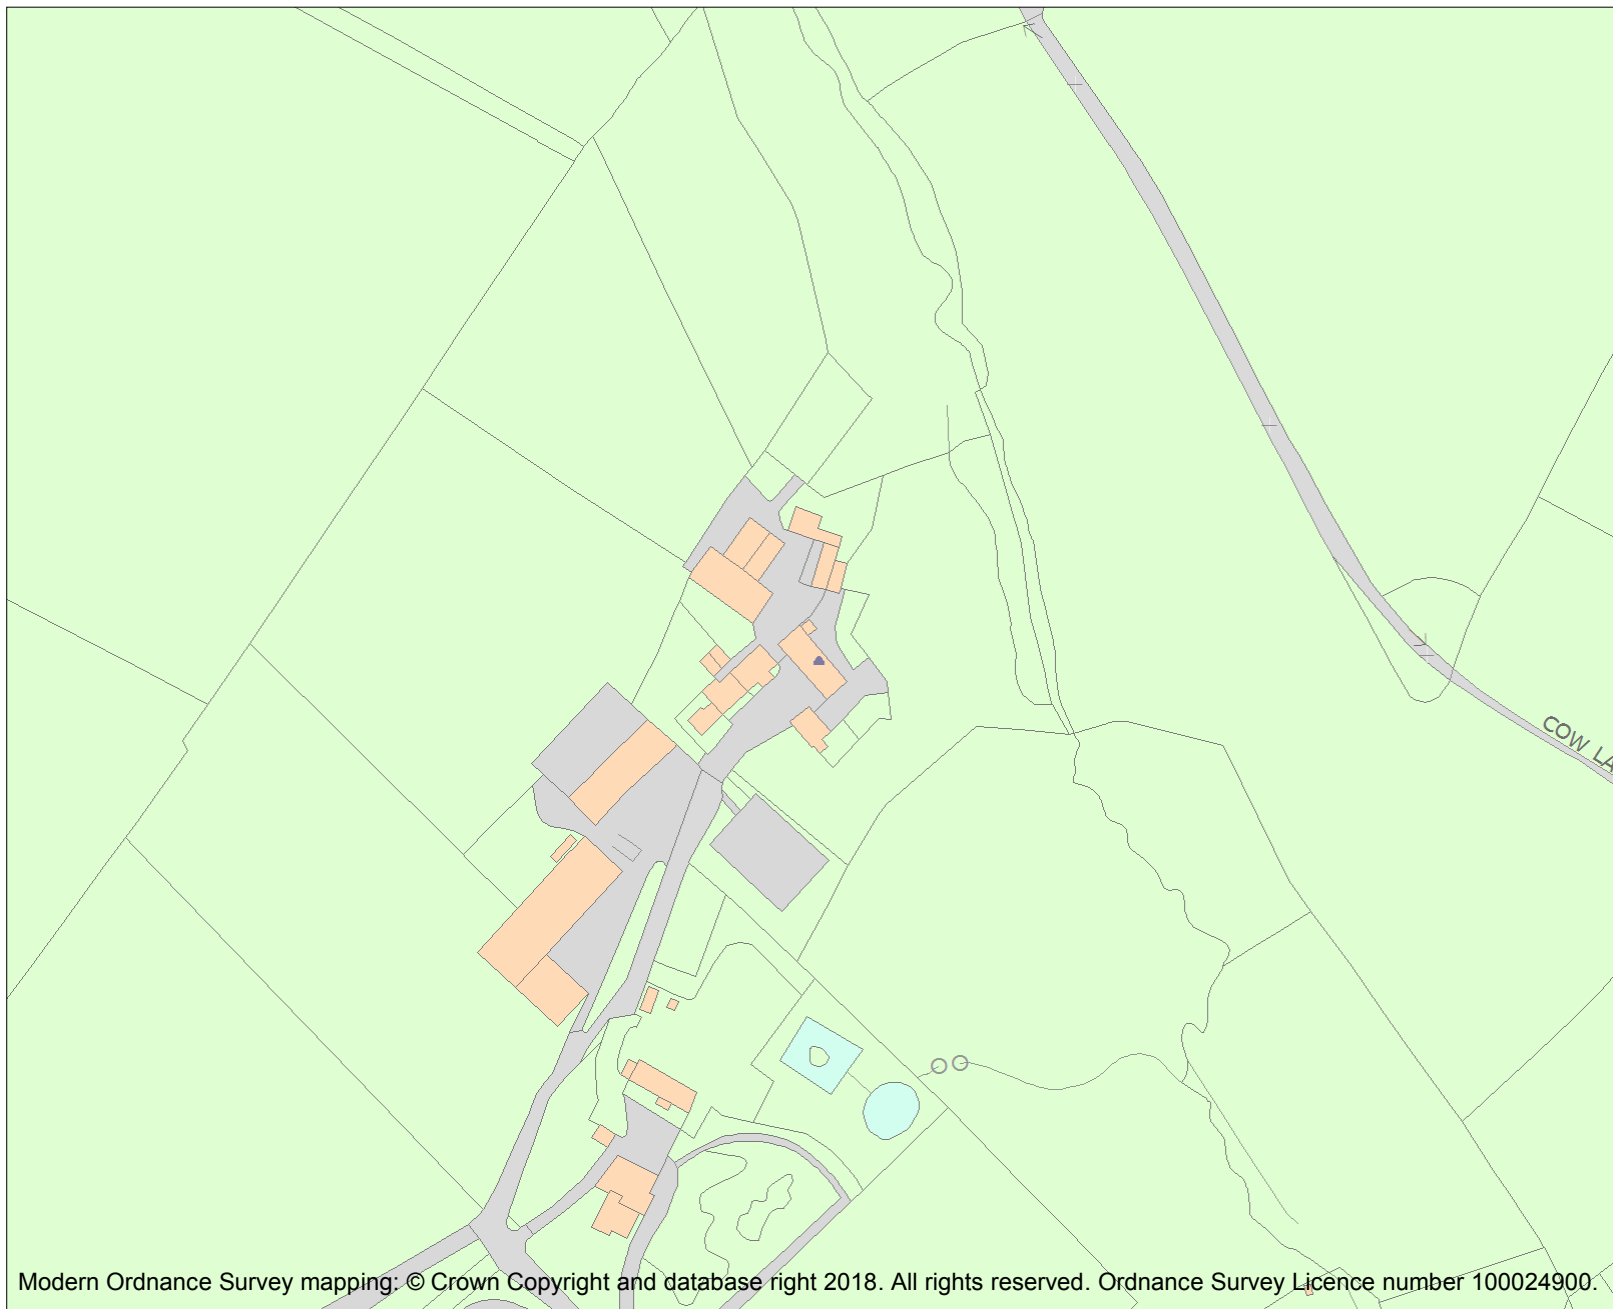 COW LA
Modern Ordnance Survey mapping: © Crown Copyright and database right 2018. All rights reserved. Ordnance Survey Licence number 100024900.